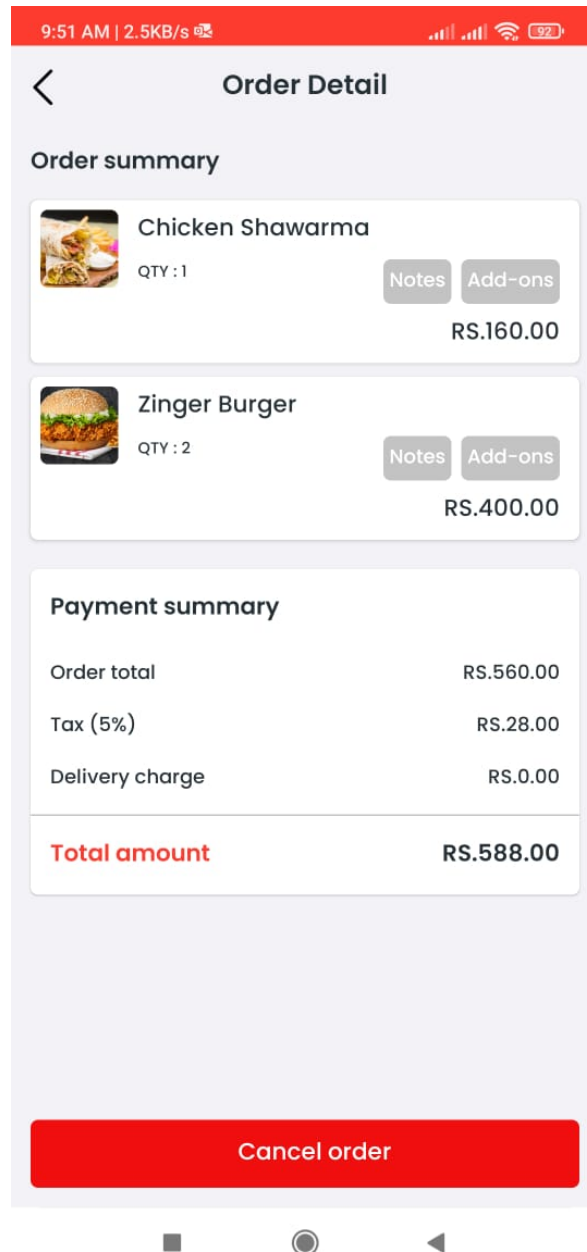 9:51 AM | 2.5KB/s
92
Order Detail
Order summary
Chicken Shawarma
QTY : 1
Notes Add-ons
RS.160.00
Zinger Burger
QTY : 2
Notes Add-ons
RS.400.00
Payment summary
Order total RS.560.00
Tax (5%) RS.28.00
Delivery charge RS.0.00
Total amount RS.588.00
Cancel order